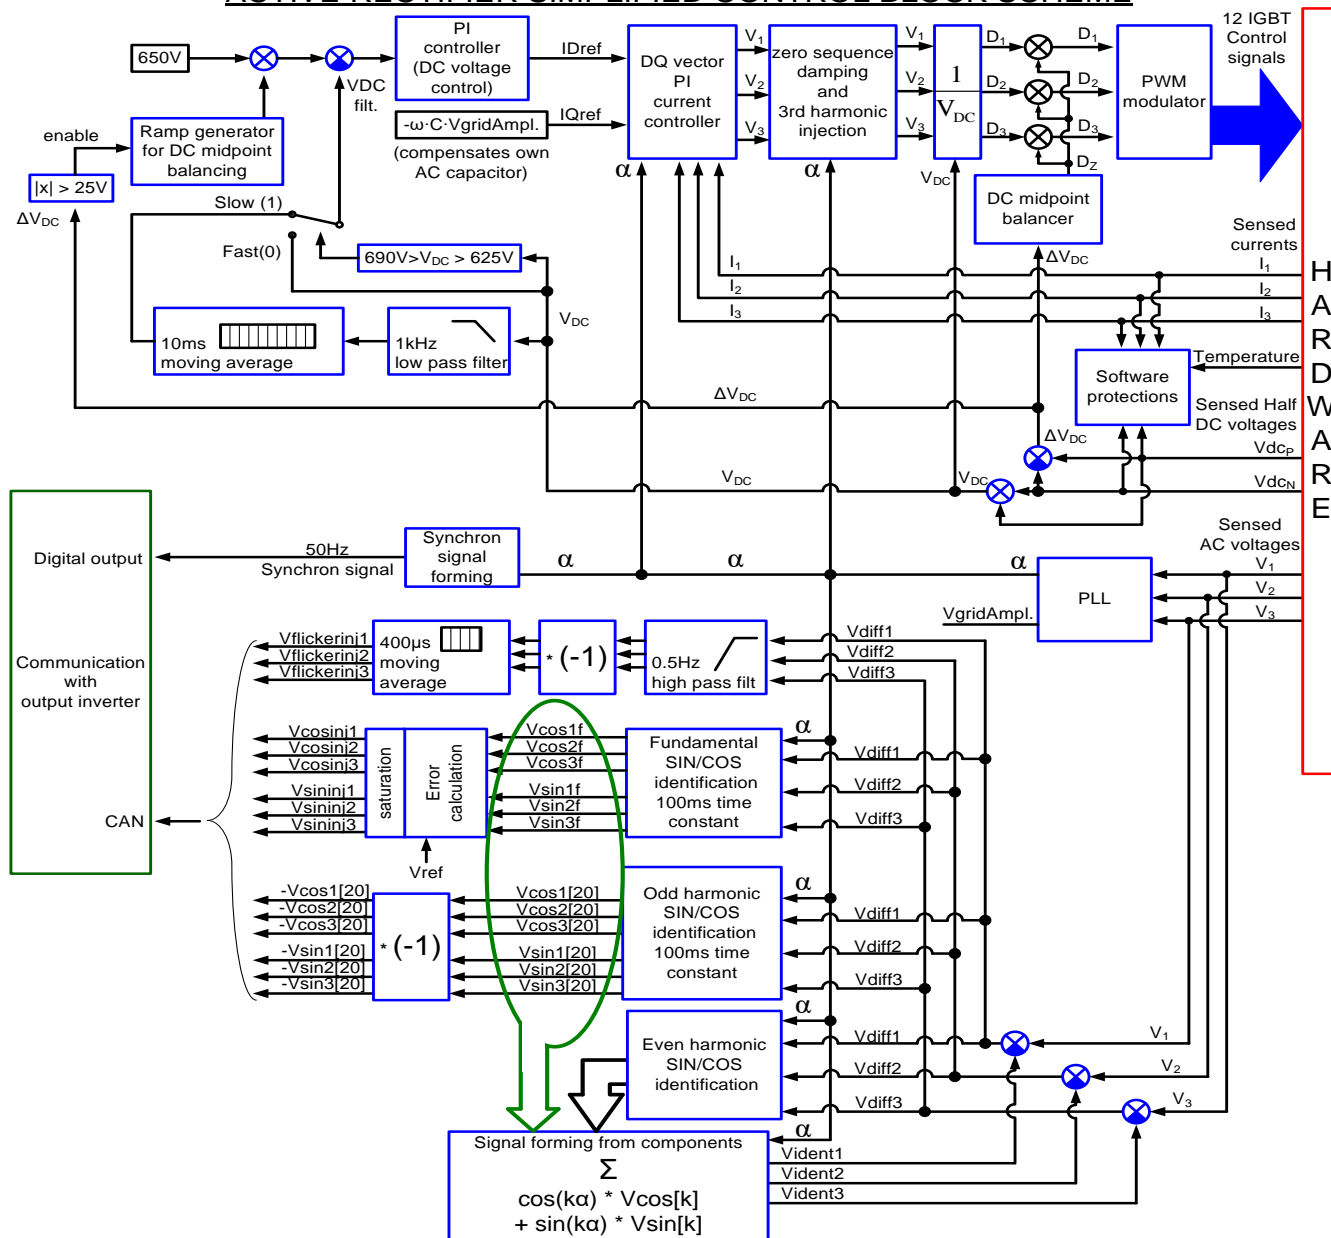 ACTIVE RECTIFIER SIMPLIFIED CONTROL BLOCK SCHEME
650V
VDC
filt.
PI
controller
(DC voltage
control)
IDref
-ω·C·VgridAmpl.
IQref
(compensates own
AC capacitor)
DQ vector
PI
current
controller
α
V1
V2
V3
zero sequence
damping
and
3rd harmonic
injection
α
V1
V2
V3
1
VDC
VDC
D1
D2
D3
D1
D2
D3
DZ
PWM
modulator
12 IGBT
Control
signals
HARDWARE
enable
Ramp generator
for DC midpoint
balancing
|x| > 25V
ΔVDC
Slow (1)
Fast(0)
690V>VDC > 625V
10ms
moving average
1kHz
low pass filter
VDC
DC midpoint
balancer
ΔVDC
Sensed
currents
I1
I2
I3
I1
I2
I3
Software
protections
Temperature
Sensed Half
DC voltages
ΔVDC
ΔVDC
VdcP
VDC
VDC
VdcN
Sensed
AC voltages
Digital output
50Hz
Synchron signal
Synchron
signal
forming
α
α
α
PLL
VgridAmpl.
V1
V2
V3
Communication
with
output inverter
CAN
Vflickerinj1
Vflickerinj2
Vflickerinj3
400μs
moving
average
* (-1)
0.5Hz
high pass filt
Vdiff1
Vdiff2
Vdiff3
Vcosinj1
Vcosinj2
Vcosinj3
Vsininj1
Vsininj2
Vsininj3
saturation
Error
calculation
Vref
Vcos1f
Vcos2f
Vcos3f
Vsin1f
Vsin2f
Vsin3f
Fundamental
SIN/COS
identification
100ms time
constant
α
Vdiff1
Vdiff2
Vdiff3
-Vcos1[20]
-Vcos2[20]
-Vcos3[20]
-Vsin1[20]
-Vsin2[20]
-Vsin3[20]
* (-1)
Vcos1[20]
Vcos2[20]
Vcos3[20]
Vsin1[20]
Vsin2[20]
Vsin3[20]
Odd harmonic
SIN/COS
identification
100ms time
constant
α
Vdiff1
Vdiff2
Vdiff3
Even harmonic
SIN/COS
identification
α
Vdiff1
Vdiff2
Vdiff3
V1
V2
V3
Signal forming from components
Σ
cos(kα) * Vcos[k]
+ sin(kα) * Vsin[k]
α
Vident1
Vident2
Vident3